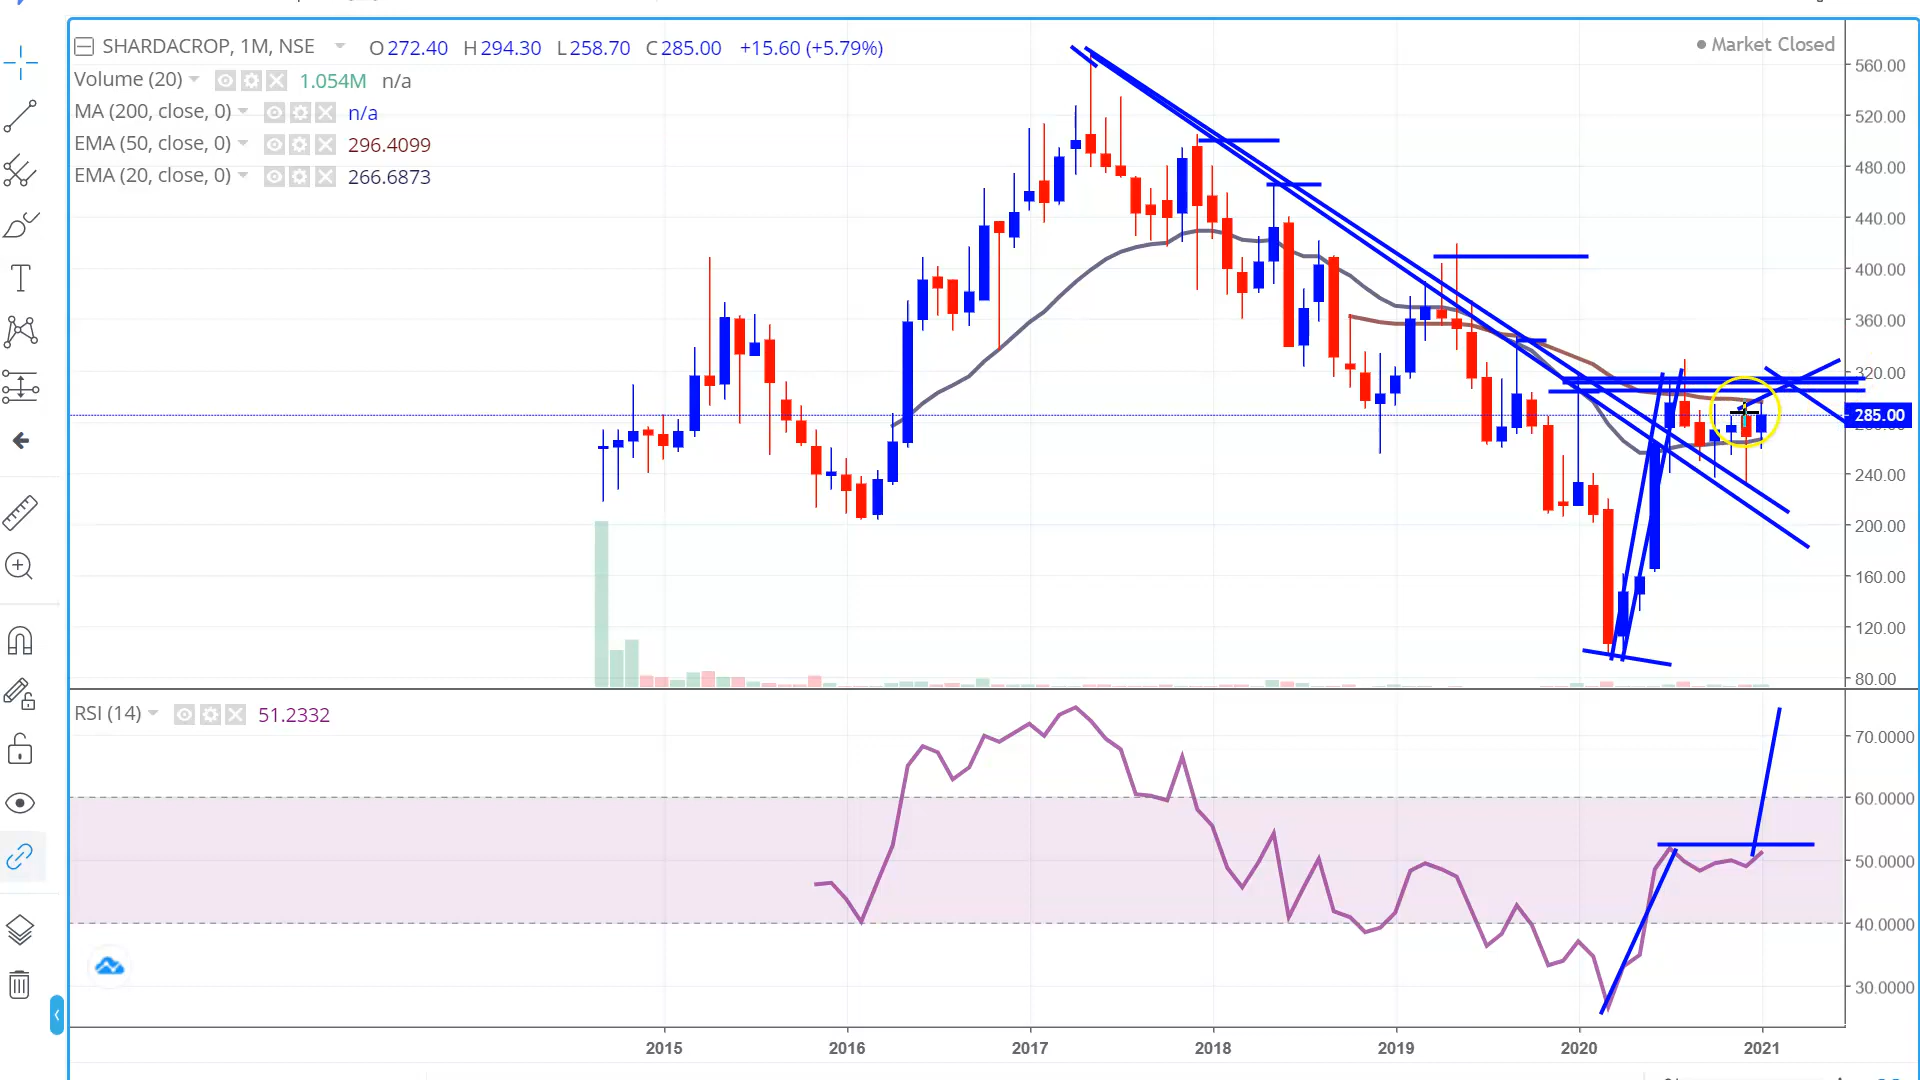 SHARDACROP, 1M, NSE O272.40 H294.30 L258.70 C285.00 +15.60 (+5.79%)
Market Closed
Volume (20) 1.054M n/a
MA (200, close, 0) n/a
EMA (50, close, 0) 296.4099
EMA (20, close, 0) 266.6873
560.00
520.00
480.00
440.00
400.00
360.00
320.00
285.00
240.00
200.00
160.00
120.00
80.00
RSI (14) 51.2332
70.0000
60.0000
50.0000
40.0000
30.0000
2015 2016 2017 2018 2019 2020 2021